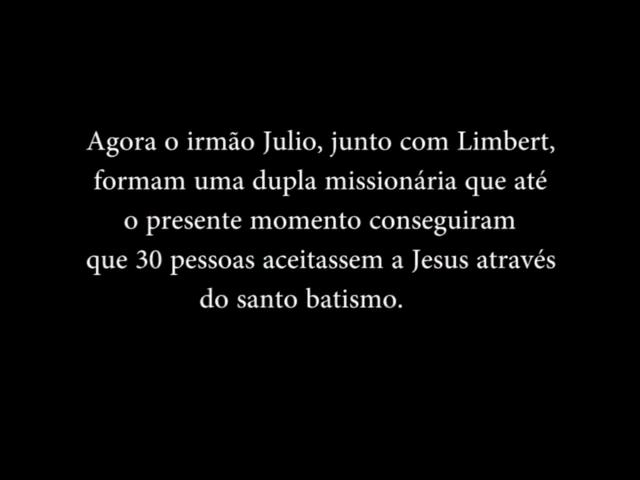 Agora o irmão Julio, junto com Limbert,
formam uma dupla missionária que até
o presente momento conseguiram
que 30 pessoas aceitassem a Jesus através
do santo batismo.